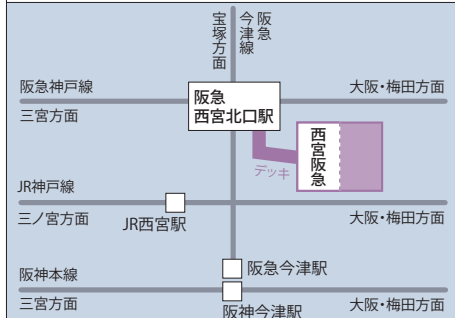 宝塚方面
阪急今津線
阪急神戸線
三宮方面
阪急
西宮北口駅
大阪・梅田方面
西宮阪急
デッキ
JR神戸線
三ノ宮方面
JR西宮駅
大阪・梅田方面
阪急今津駅
阪神本線
三宮方面
阪神今津駅
大阪・梅田方面